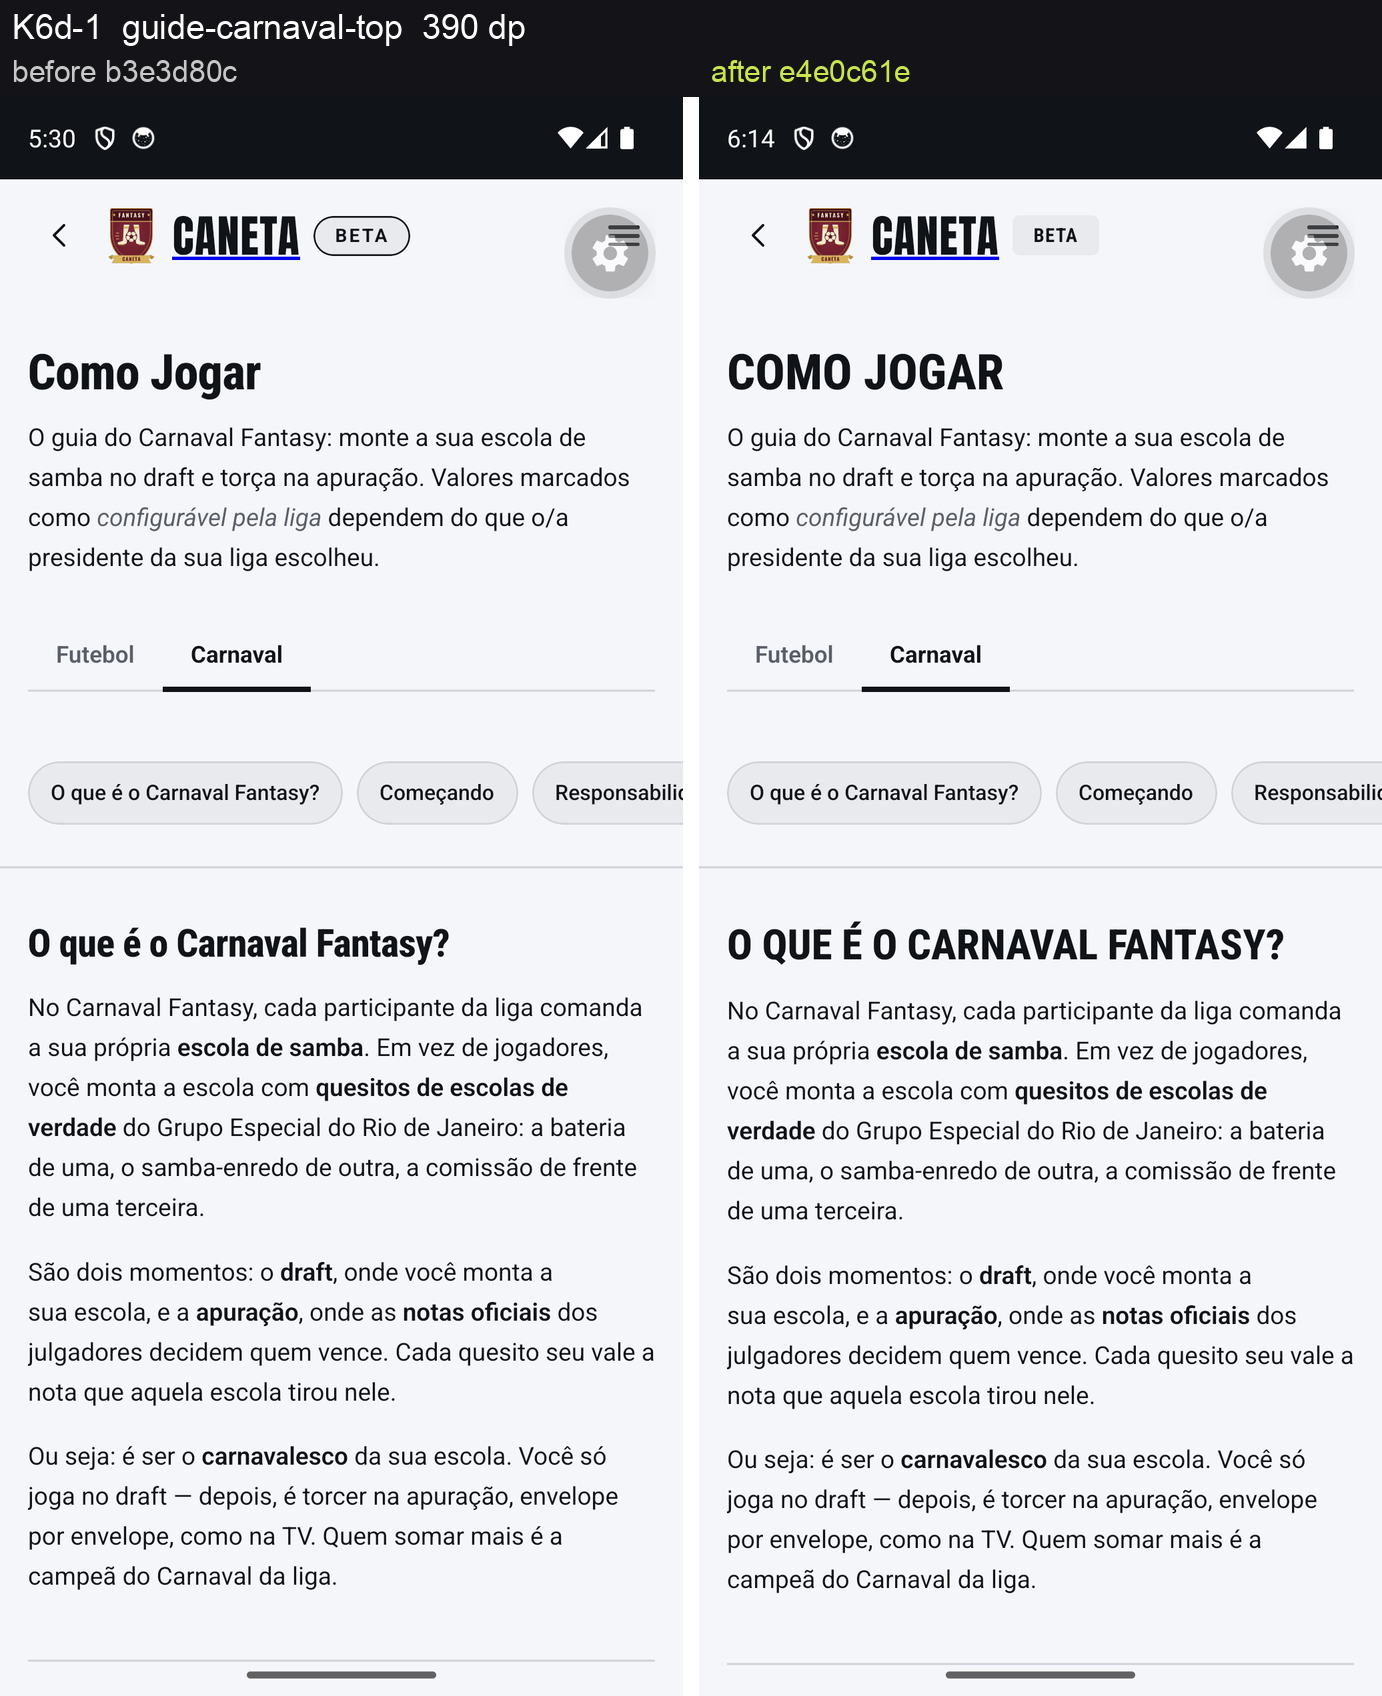 K6d-1 guide-carnaval-top 390 dp
before b3e3d80c
after e4e0c61e
5:30
FANTASY
CANETA
CANETA
BETA
Como Jogar
O guia do Carnaval Fantasy: monte a sua escola de
samba no draft e torça na apuração. Valores marcados
como configurável pela liga dependem do que o/a
presidente da sua liga escolheu.
Futebol
Carnaval
O que é o Carnaval Fantasy?
Começando
O que é o Carnaval Fantasy?
No Carnaval Fantasy, cada participante da liga comanda
a sua própria escola de samba. Em vez de jogadores,
você monta a escola com quesitos de escolas de
verdade do Grupo Especial do Rio de Janeiro: a bateria
de uma, o samba-enredo de outra, a comissão de frente
de uma terceira.
São dois momentos: o draft, onde você monta a
sua escola, e a apuração, onde as notas oficiais dos
julgadores decidem quem vence. Cada quesito seu vale a
nota que aquela escola tirou nele.
Ou seja: é ser o carnavalesco da sua escola. Você só
joga no draft — depois, é torcer na apuração, envelope
por envelope, como na TV. Quem somar mais é a
campeã do Carnaval da liga.
6:14
FANTASY
CANETA
CANETA
BETA
COMO JOGAR
O guia do Carnaval Fantasy: monte a sua escola de
samba no draft e torça na apuração. Valores marcados
como configurável pela liga dependem do que o/a
presidente da sua liga escolheu.
Futebol
Carnaval
O que é o Carnaval Fantasy?
Começando
O QUE É O CARNAVAL FANTASY?
No Carnaval Fantasy, cada participante da liga comanda
a sua própria escola de samba. Em vez de jogadores,
você monta a escola com quesitos de escolas de
verdade do Grupo Especial do Rio de Janeiro: a bateria
de uma, o samba-enredo de outra, a comissão de frente
de uma terceira.
São dois momentos: o draft, onde você monta a
sua escola, e a apuração, onde as notas oficiais dos
julgadores decidem quem vence. Cada quesito seu vale a
nota que aquela escola tirou nele.
Ou seja: é ser o carnavalesco da sua escola. Você só
joga no draft — depois, é torcer na apuração, envelope
por envelope, como na TV. Quem somar mais é a
campeã do Carnaval da liga.